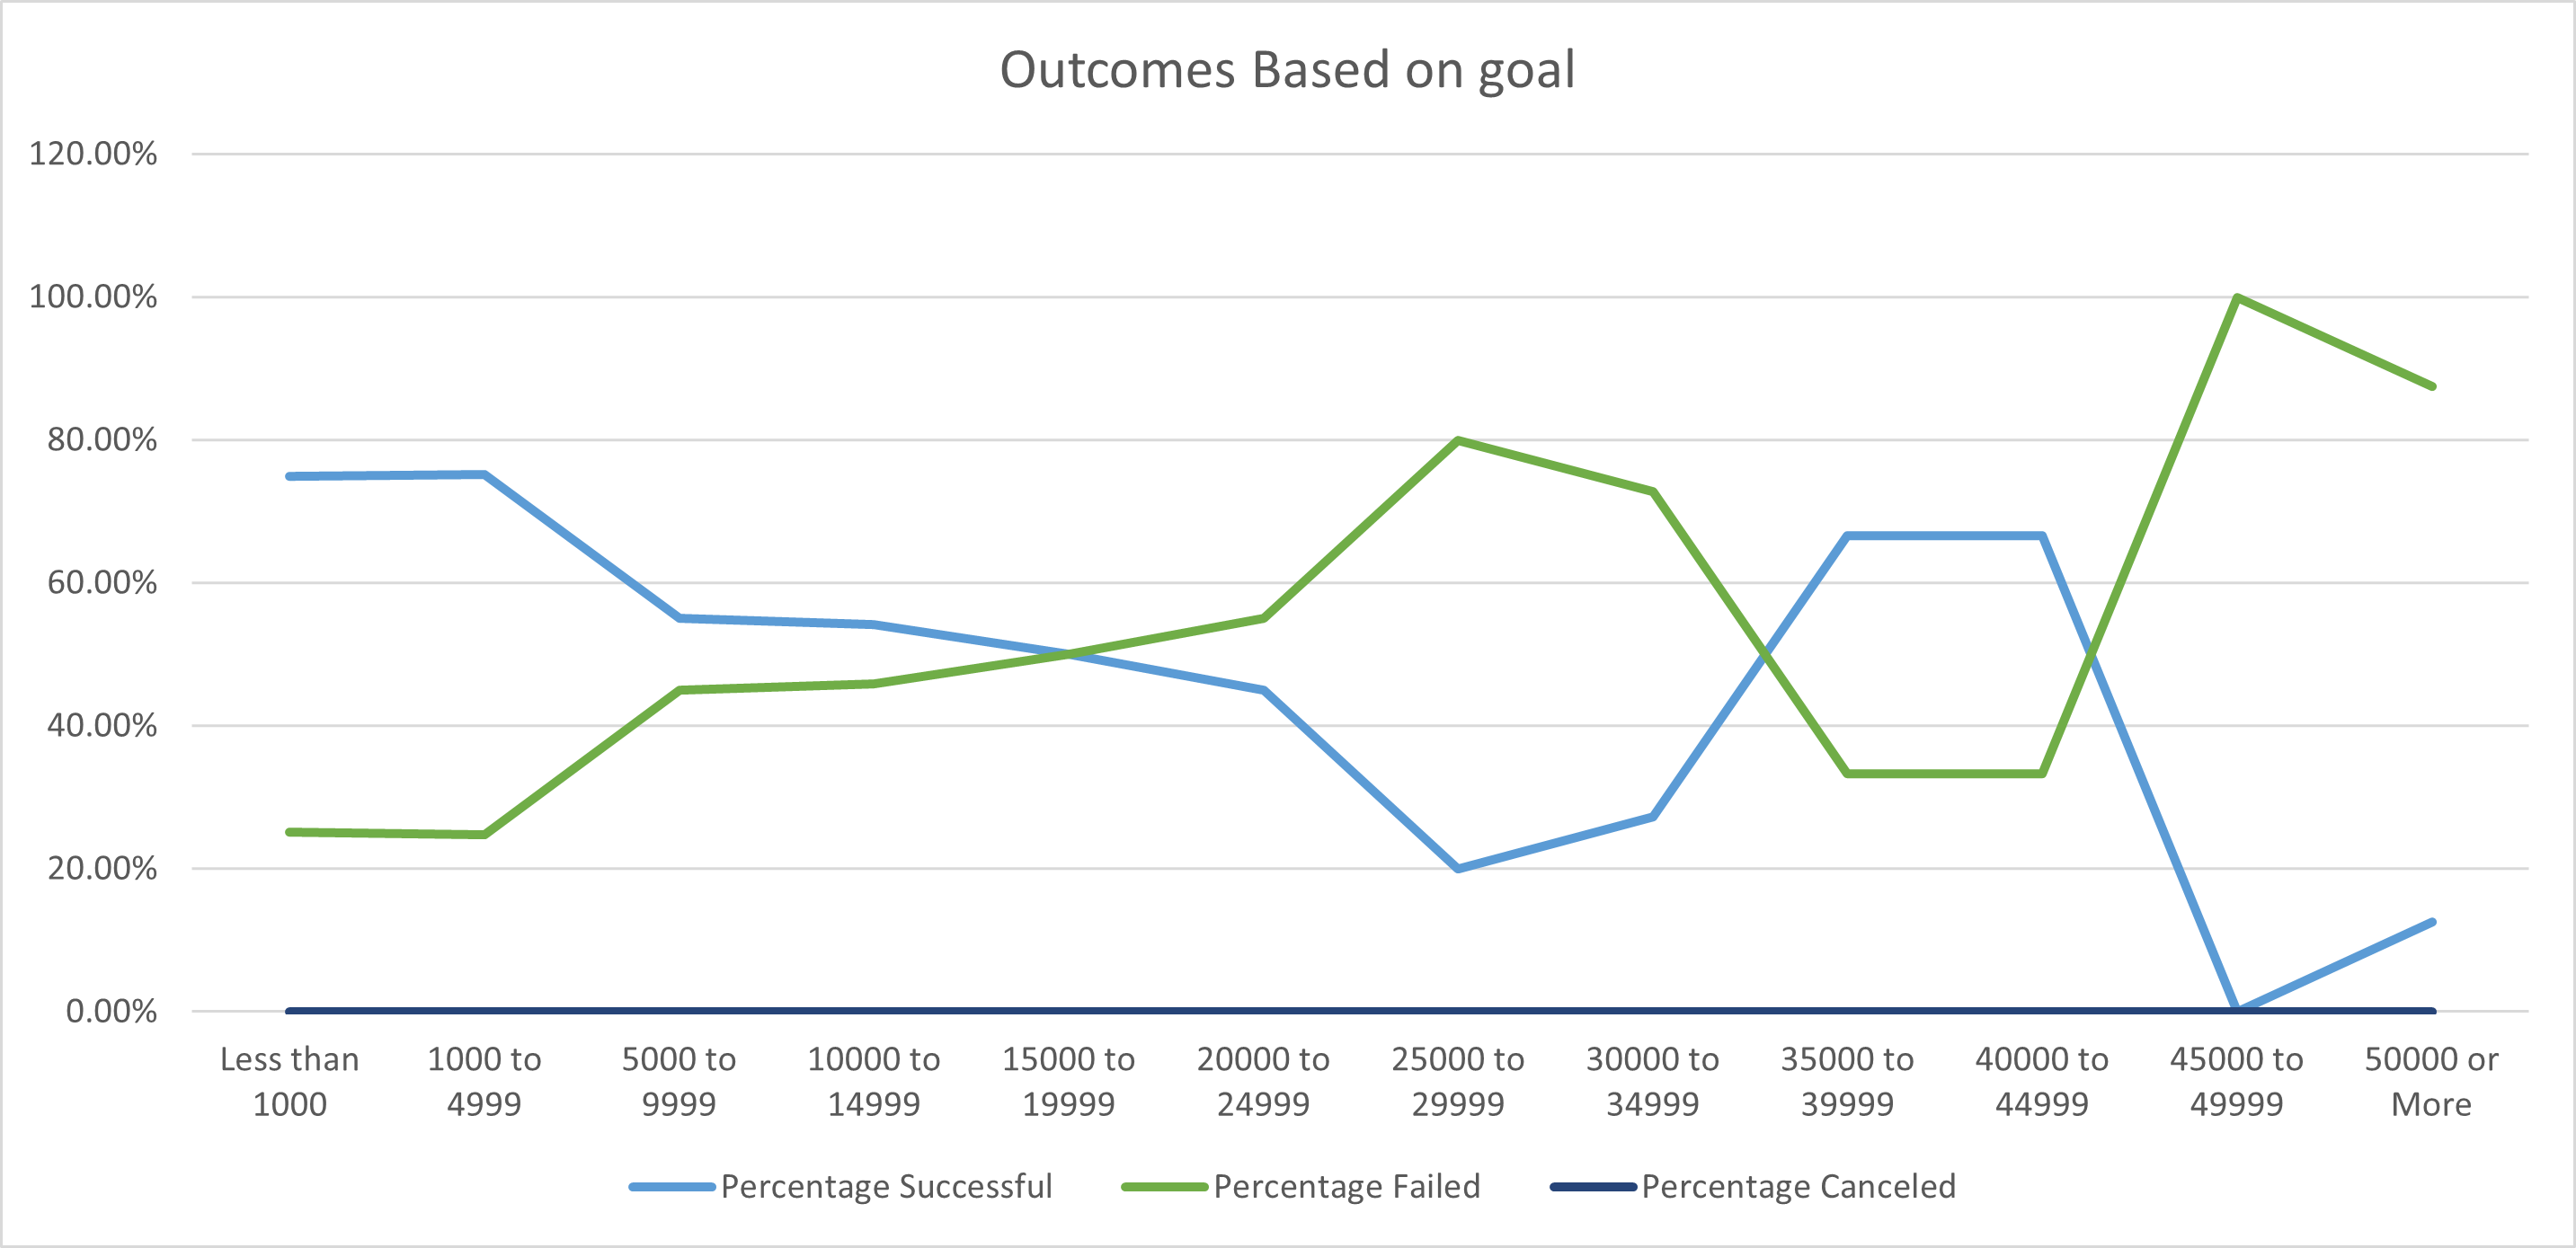 Outcomes Based on goal
120.00%
100.00%
80.00%
60.00%
40.00%
20.00%
0.00%
Less than 1000
1000 to 4999
5000 to 9999
10000 to 14999
15000 to 19999
20000 to 24999
25000 to 29999
30000 to 34999
35000 to 39999
40000 to 44999
45000 to 49999
50000 or More
Percentage Successful
Percentage Failed
Percentage Canceled